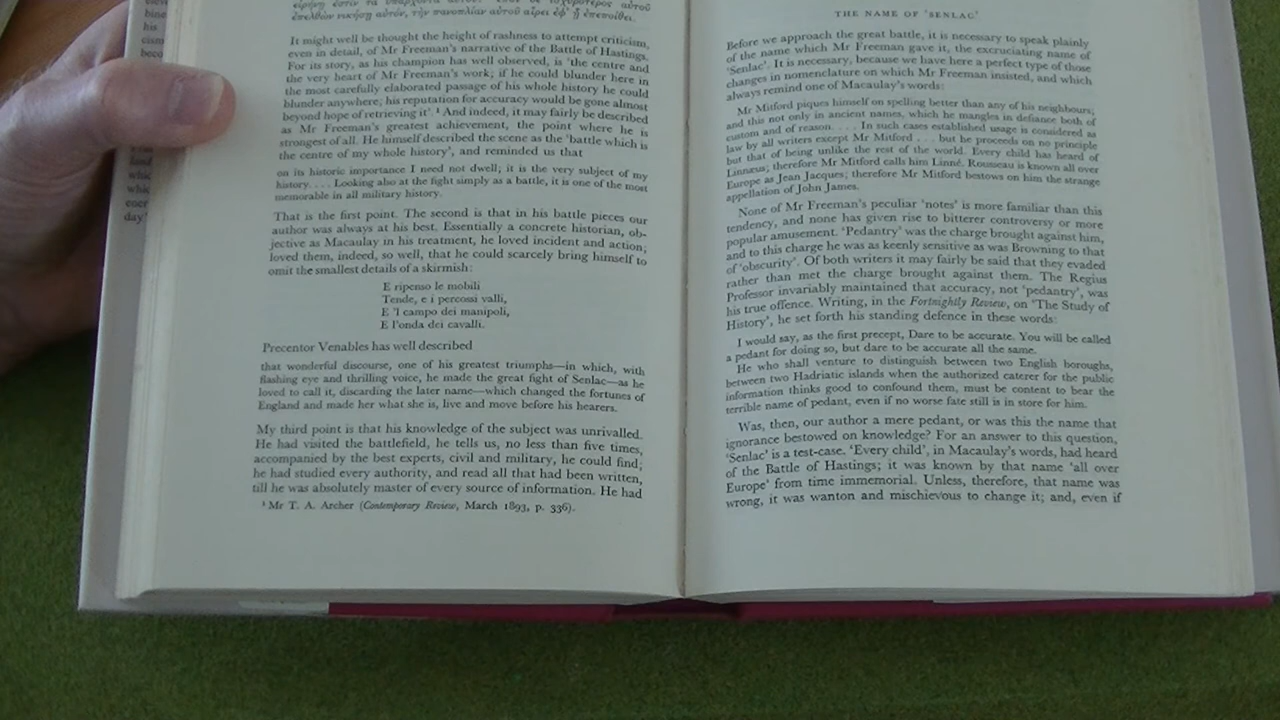 ἐπελθὼν νικήσῃ αὐτόν, τὴν πανοπλίαν αὐτοῦ αἴρει ἐφ' ᾗ ἐπεποίθει.
It might well be thought the height of rashness to attempt criticism,
even in detail, of Mr Freeman's narrative of the Battle of Hastings.
For its story, as his champion has well observed, is 'the centre and
the very heart of Mr Freeman's work; if he could blunder here in
the most carefully elaborated passage of his whole history he could
blunder anywhere; his reputation for accuracy would be gone almost
beyond hope of retrieving it'.¹ And indeed, it may fairly be described
as Mr Freeman's greatest achievement, the point where he is
strongest of all. He himself described the scene as the 'battle which is
the centre of my whole history', and reminded us that
on its historic importance I need not dwell; it is the very subject of my
history. . . . Looking also at the fight simply as a battle, it is one of the most
memorable in all military history.
That is the first point. The second is that in his battle pieces our
author was always at his best. Essentially a concrete historian, ob-
jective as Macaulay in his treatment, he loved incident and action;
loved them, indeed, so well, that he could scarcely bring himself to
omit the smallest details of a skirmish:
E ripenso le mobili
Tende, e i percossi valli,
E 'l campo dei manipoli,
E l'onda dei cavalli.
Precentor Venables has well described
that wonderful discourse, one of his greatest triumphs—in which, with
flashing eye and thrilling voice, he made the great fight of Senlac—as he
loved to call it, discarding the later name—which changed the fortunes of
England and made her what she is, live and move before his hearers.
My third point is that his knowledge of the subject was unrivalled.
He had visited the battlefield, he tells us, no less than five times,
accompanied by the best experts, civil and military, he could find;
he had studied every authority, and read all that had been written,
till he was absolutely master of every source of information. He had
¹ Mr T. A. Archer (Contemporary Review, March 1893, p. 336).
THE NAME OF 'SENLAC'
Before we approach the great battle, it is necessary to speak plainly
of the name which Mr Freeman gave it, the excruciating name of
'Senlac'. It is necessary, because we have here a perfect type of those
changes in nomenclature on which Mr Freeman insisted, and which
always remind one of Macaulay's words:
Mr Mitford piques himself on spelling better than any of his neighbours,
and this not only in ancient names, which he mangles in defiance both of
custom and of reason. . . . In such cases established usage is considered as
law by all writers except Mr Mitford . . . but he proceeds on no principle
but that of being unlike the rest of the world. Every child has heard of
Linnæus; therefore Mr Mitford calls him Linné. Rousseau is known all over
Europe as Jean Jacques; therefore Mr Mitford bestows on him the strange
appellation of John James.
None of Mr Freeman's peculiar 'notes' is more familiar than this
tendency, and none has given rise to bitterer controversy or more
popular amusement. 'Pedantry' was the charge brought against him,
and to this charge he was as keenly sensitive as was Browning to that
of 'obscurity'. Of both writers it may fairly be said that they evaded
rather than met the charge brought against them. The Regius
Professor invariably maintained that accuracy, not 'pedantry', was
his true offence. Writing, in the Fortnightly Review, on 'The Study of
History', he set forth his standing defence in these words:
I would say, as the first precept, Dare to be accurate. You will be called
a pedant for doing so, but dare to be accurate all the same.
He who shall venture to distinguish between two English boroughs,
between two Hadriatic islands when the authorized caterer for the public
information thinks good to confound them, must be content to bear the
terrible name of pedant, even if no worse fate still is in store for him.
Was, then, our author a mere pedant, or was this the name that
ignorance bestowed on knowledge? For an answer to this question,
'Senlac' is a test-case. 'Every child', in Macaulay's words, had heard
of the Battle of Hastings; it was known by that name 'all over
Europe' from time immemorial. Unless, therefore, that name was
wrong, it was wanton and mischievous to change it; and, even if